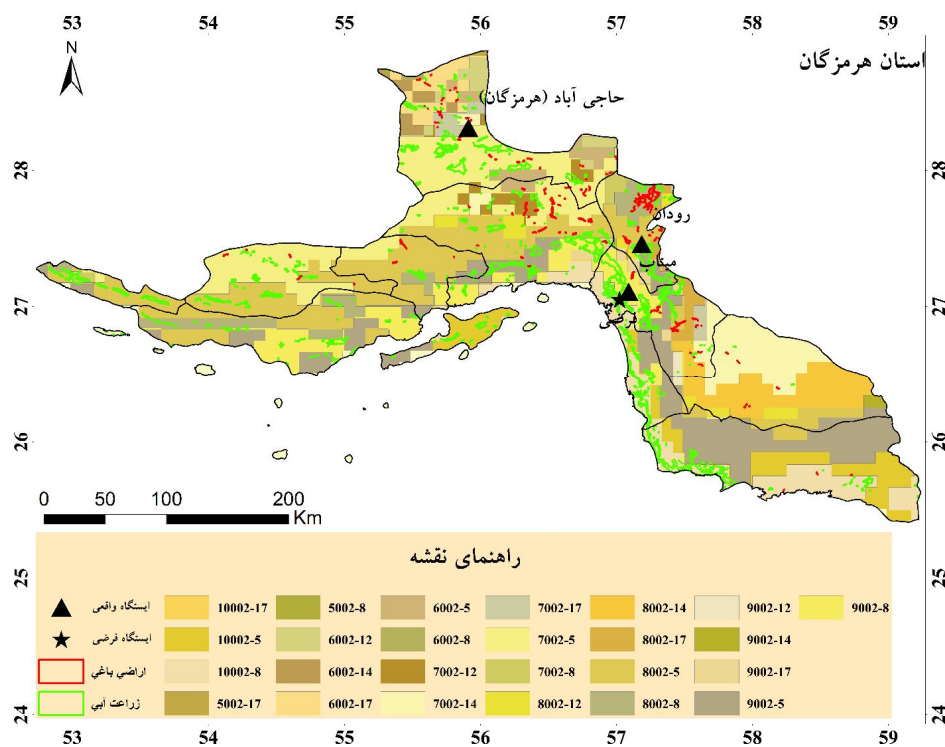 53 54 55 56 57 58 59
N
استان هرمزگان
حاجی آباد (هرمزگان)
28 28
رودان
میناب
27 27
26 26
0 50 100 200
Km
راهنمای نقشه
25 25
ایستگاه واقعی 10002-17 5002-8 6002-5 7002-17 8002-14 9002-12 9002-8
ایستگاه فرضی 10002-5 6002-12 6002-8 7002-5 8002-17 9002-14
اراضي باغي 10002-8 6002-14 7002-12 7002-8 8002-5 9002-17
زراعت آبي 5002-17 6002-17 7002-14 8002-12 8002-8 9002-5
24 24
53 54 55 56 57 58 59